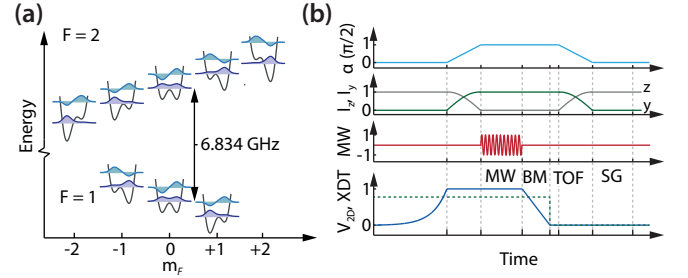 (a)
F = 2
Energy
6.834 GHz
F = 1
-2 -1 0 +1 +2
m_F
(b)
α (π/2)
1
0
I_z, I_y
1
0
z
y
MW
1
-1
MW BM TOF SG
V_2D, XDT
1
0
Time